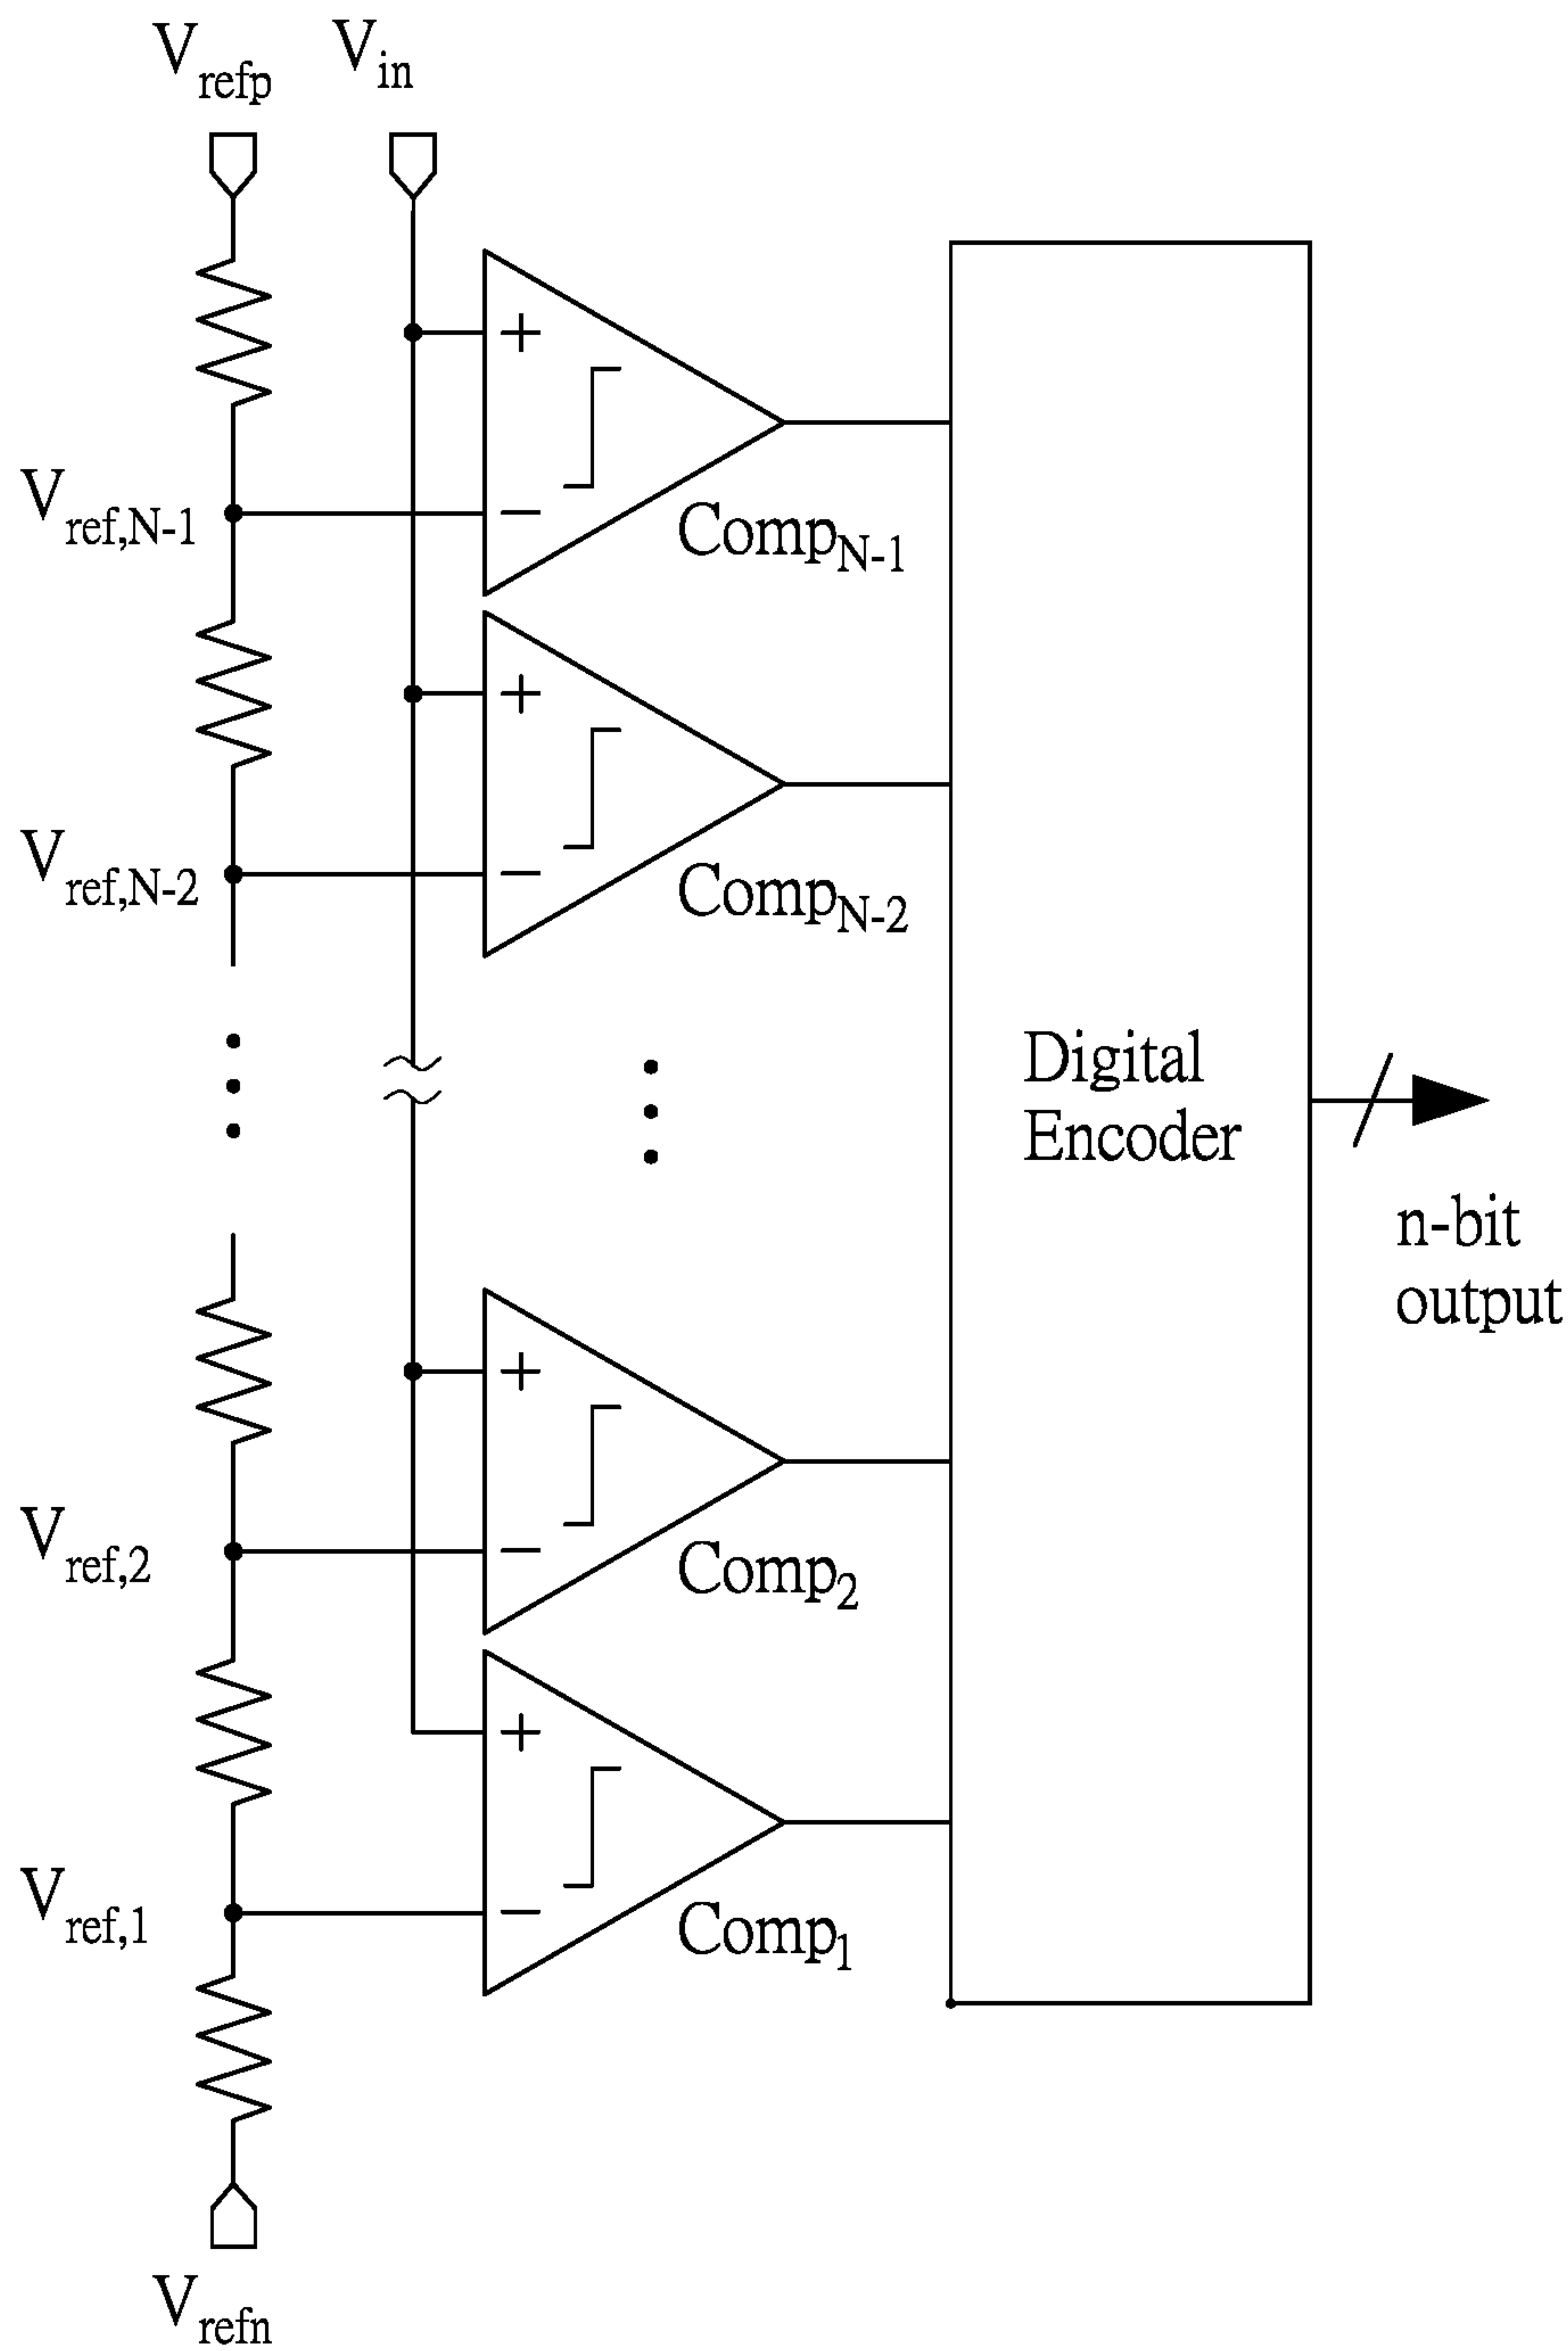 V_refp
V_in
V_ref,N-1
Comp_N-1
V_ref,N-2
Comp_N-2
Digital
Encoder
n-bit
output
V_ref,2
Comp_2
V_ref,1
Comp_1
V_refn